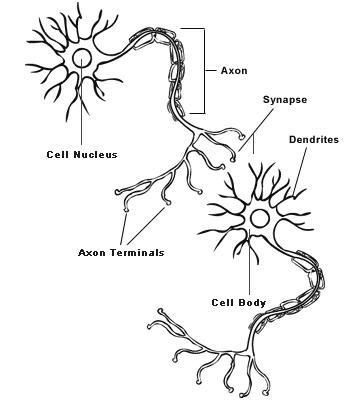 Axon
Synapse
Dendrites
Cell Nucleus
Axon Terminals
Cell Body